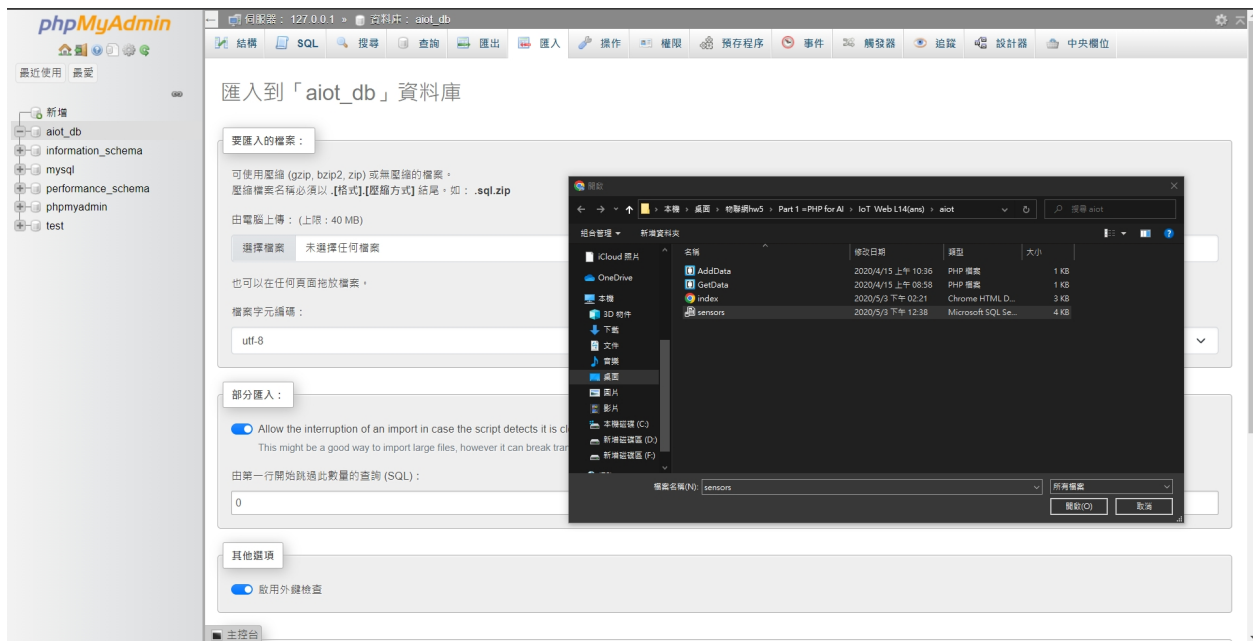 phpMyAdmin
最近使用 最愛
新增
aiot_db
information_schema
mysql
performance_schema
phpmyadmin
test
伺服器： 127.0.0.1 » 資料庫： aiot_db
結構 SQL 搜尋 查詢 匯出 匯入 操作 權限 預存程序 事件 觸發器 追蹤 設計器 中央欄位
匯入到「aiot_db」資料庫
要匯入的檔案：
可使用壓縮 (gzip, bzip2, zip) 或無壓縮的檔案。
壓縮檔案名稱必須以 .[格式].[壓縮方式] 結尾。如： .sql.zip
由電腦上傳： (上限：40 MB)
選擇檔案 未選擇任何檔案
也可以在任何頁面拖放檔案。
檔案字元編碼：
utf-8
部分匯入：
Allow the interruption of an import in case the script detects it is cl
This might be a good way to import large files, however it can break tran
由第一行開始跳過此數量的查詢 (SQL)：
0
其他選項
啟用外鍵檢查
主控台
開啟
本機 › 桌面 › 物聯網hw5 › Part 1 =PHP for AI › IoT Web L14(ans) › aiot
搜尋 aiot
組合管理 新增資料夾
iCloud 照片
OneDrive
本機
3D 物件
下載
文件
音樂
桌面
圖片
影片
本機磁碟 (C:)
新增磁碟區 (D:)
新增磁碟區 (F:)
名稱 修改日期 類型 大小
AddData 2020/4/15 上午 10:36 PHP 檔案 1 KB
GetData 2020/4/15 上午 08:58 PHP 檔案 1 KB
index 2020/5/3 下午 02:21 Chrome HTML D... 3 KB
sensors 2020/5/3 下午 12:38 Microsoft SQL Se... 4 KB
檔案名稱(N): sensors 所有檔案
開啟(O) 取消